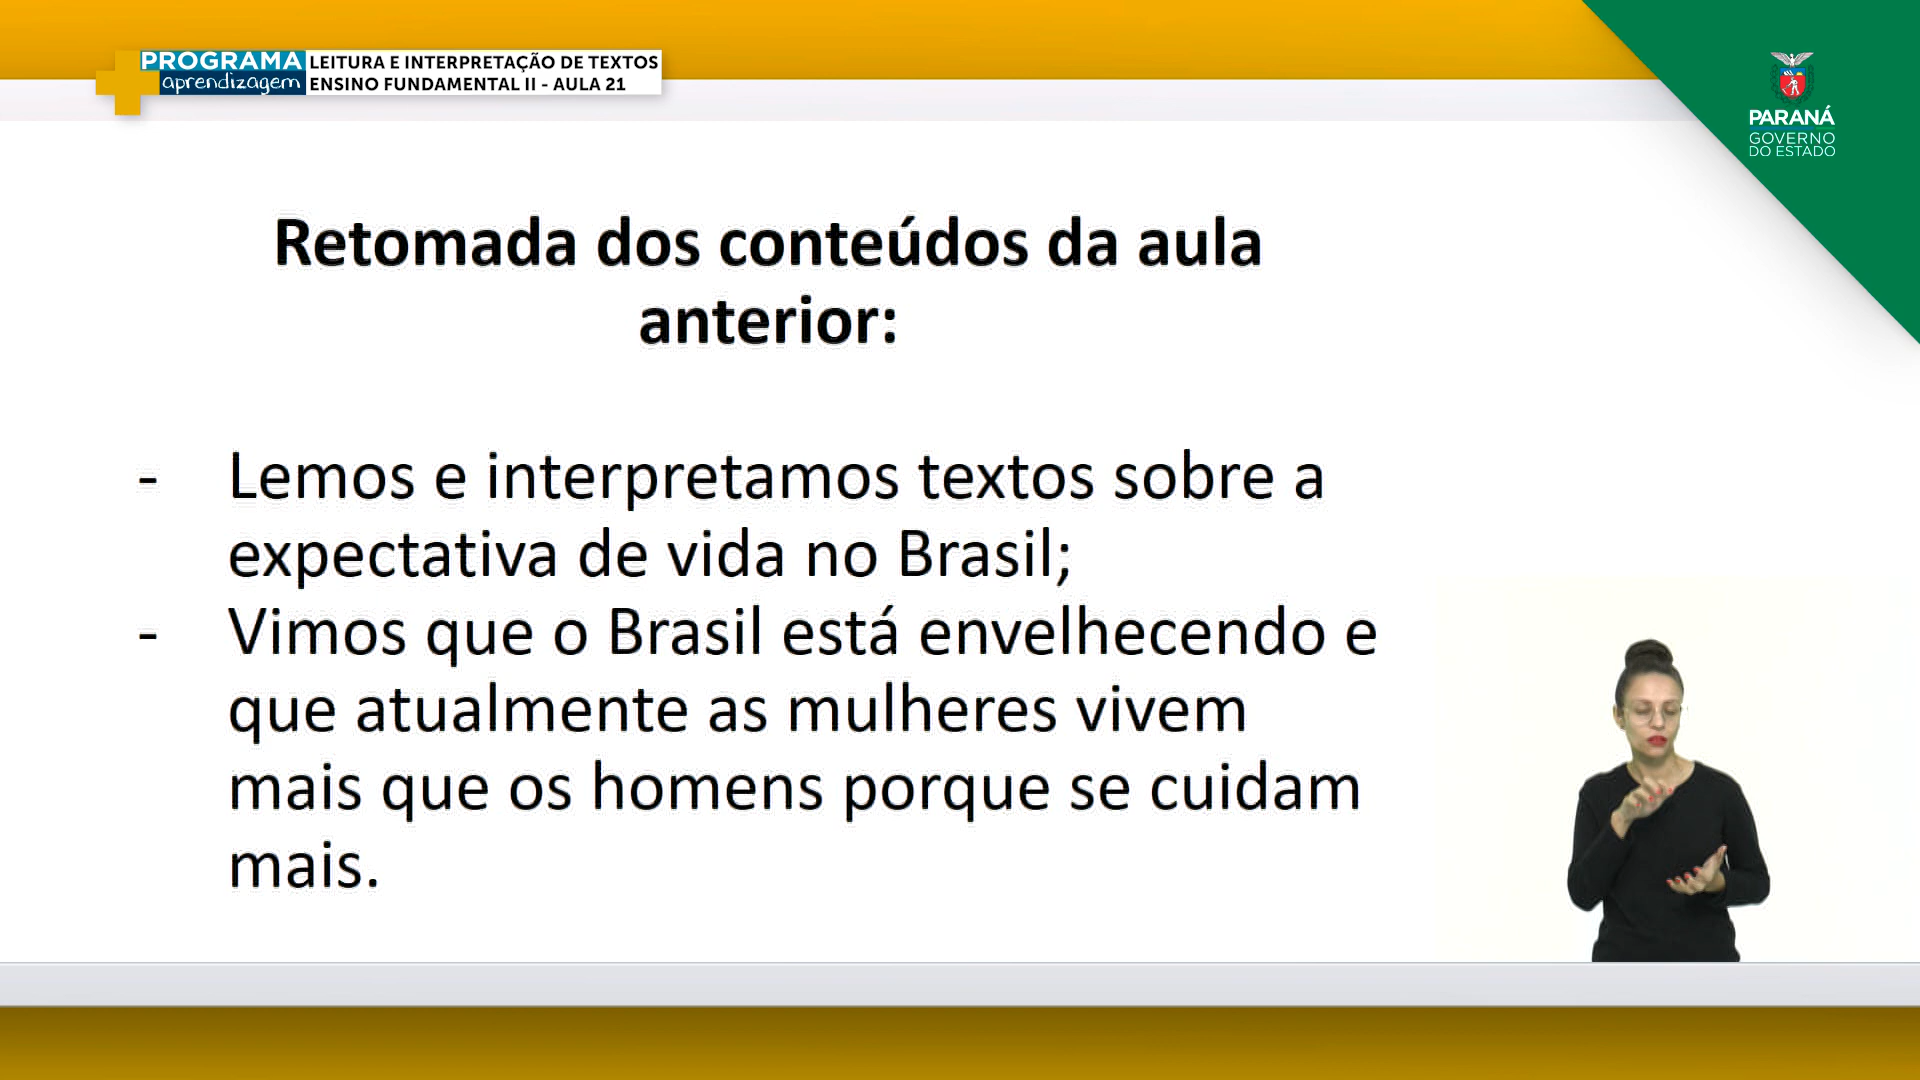 PROGRAMA
aprendizagem
LEITURA E INTERPRETAÇÃO DE TEXTOS
ENSINO FUNDAMENTAL II - AULA 21
PARANÁ
GOVERNO
DO ESTADO
Retomada dos conteúdos da aula
anterior:
- Lemos e interpretamos textos sobre a
expectativa de vida no Brasil;
- Vimos que o Brasil está envelhecendo e
que atualmente as mulheres vivem
mais que os homens porque se cuidam
mais.